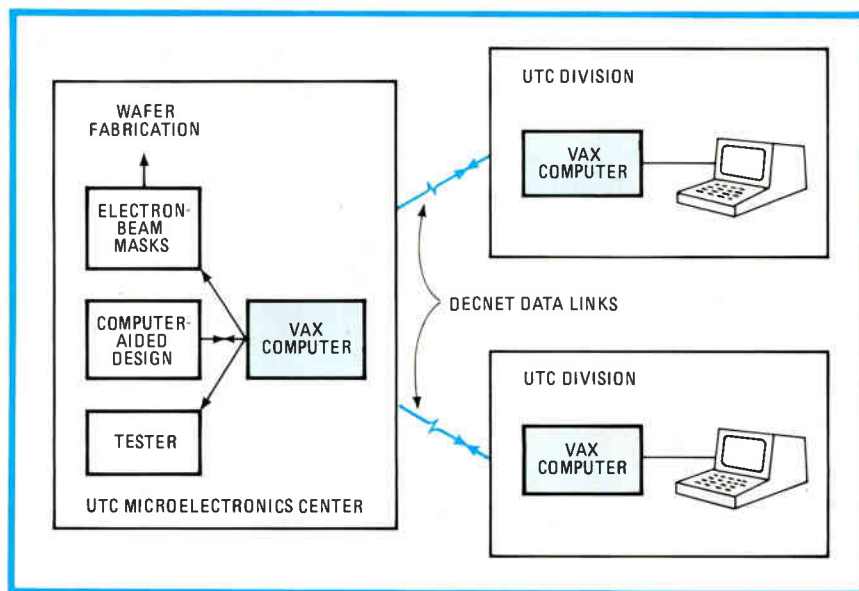 WAFER
FABRICATION
ELECTRON-
BEAM
MASKS
COMPUTER-
AIDED
DESIGN
TESTER
VAX
COMPUTER
UTC MICROELECTRONICS CENTER
DECNET DATA LINKS
UTC DIVISION
VAX
COMPUTER
UTC DIVISION
VAX
COMPUTER